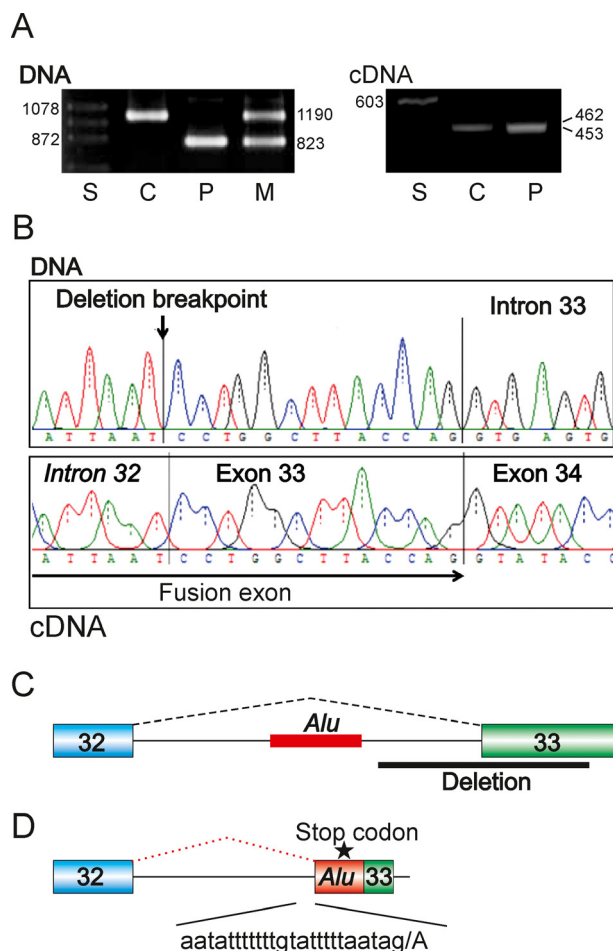 A
DNA
cDNA
1078
872
1190
823
S C P M
603
462
453
S C P
B
DNA
Deletion breakpoint
Intron 33
A T T A A T C C T G G C T T A C C A G G T G A G T G
Intron 32
Exon 33
Exon 34
A T T A A T C C T G G C T T A C C A G G T A T A C C
Fusion exon
cDNA
C
32
Alu
33
Deletion
D
Stop codon
32
Alu
33
aatatttttttgtatttttaatag/A